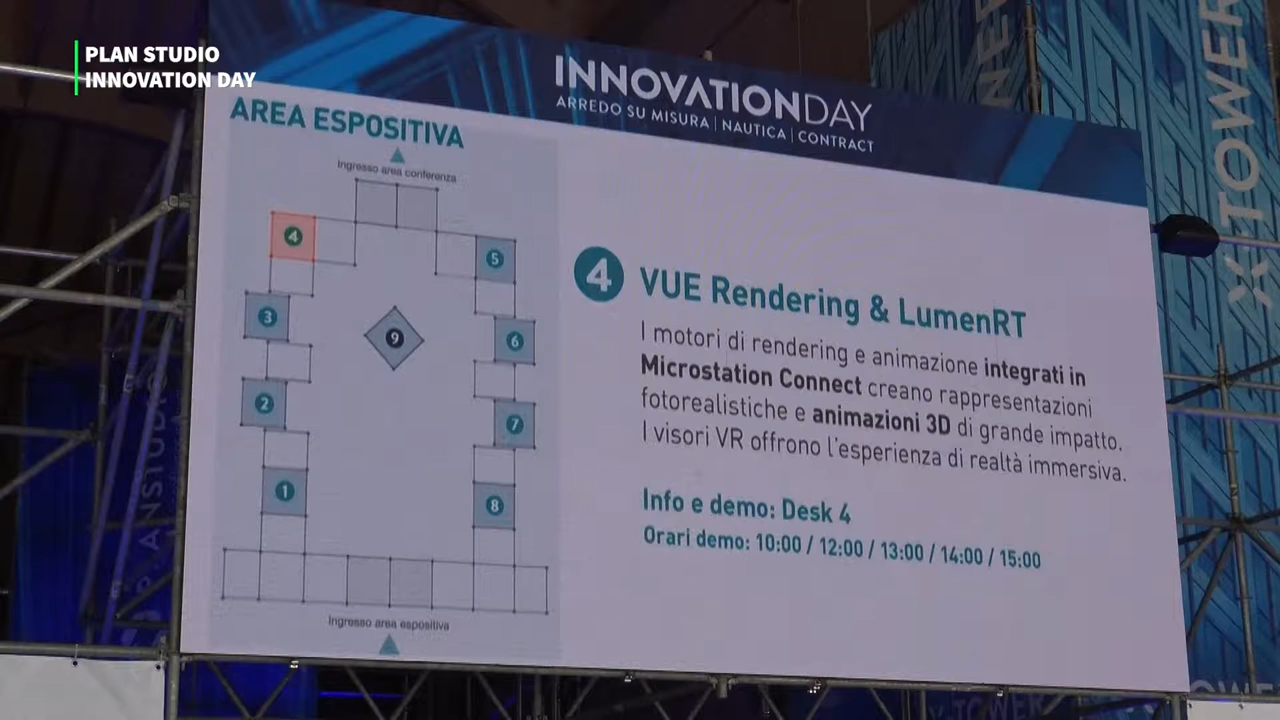 PLAN STUDIO
INNOVATION DAY
INNOVATIONDAY
ARREDO SU MISURA | NAUTICA | CONTRACT
AREA ESPOSITIVA
Ingresso area conferenza
4
5
3
9
6
2
7
1
8
Ingresso area espositiva
4 VUE Rendering & LumenRT
I motori di rendering e animazione integrati in
Microstation Connect creano rappresentazioni
fotorealistiche e animazioni 3D di grande impatto.
I visori VR offrono l'esperienza di realtà immersiva.
Info e demo: Desk 4
Orari demo: 10:00 / 12:00 / 13:00 / 14:00 / 15:00
TOWER